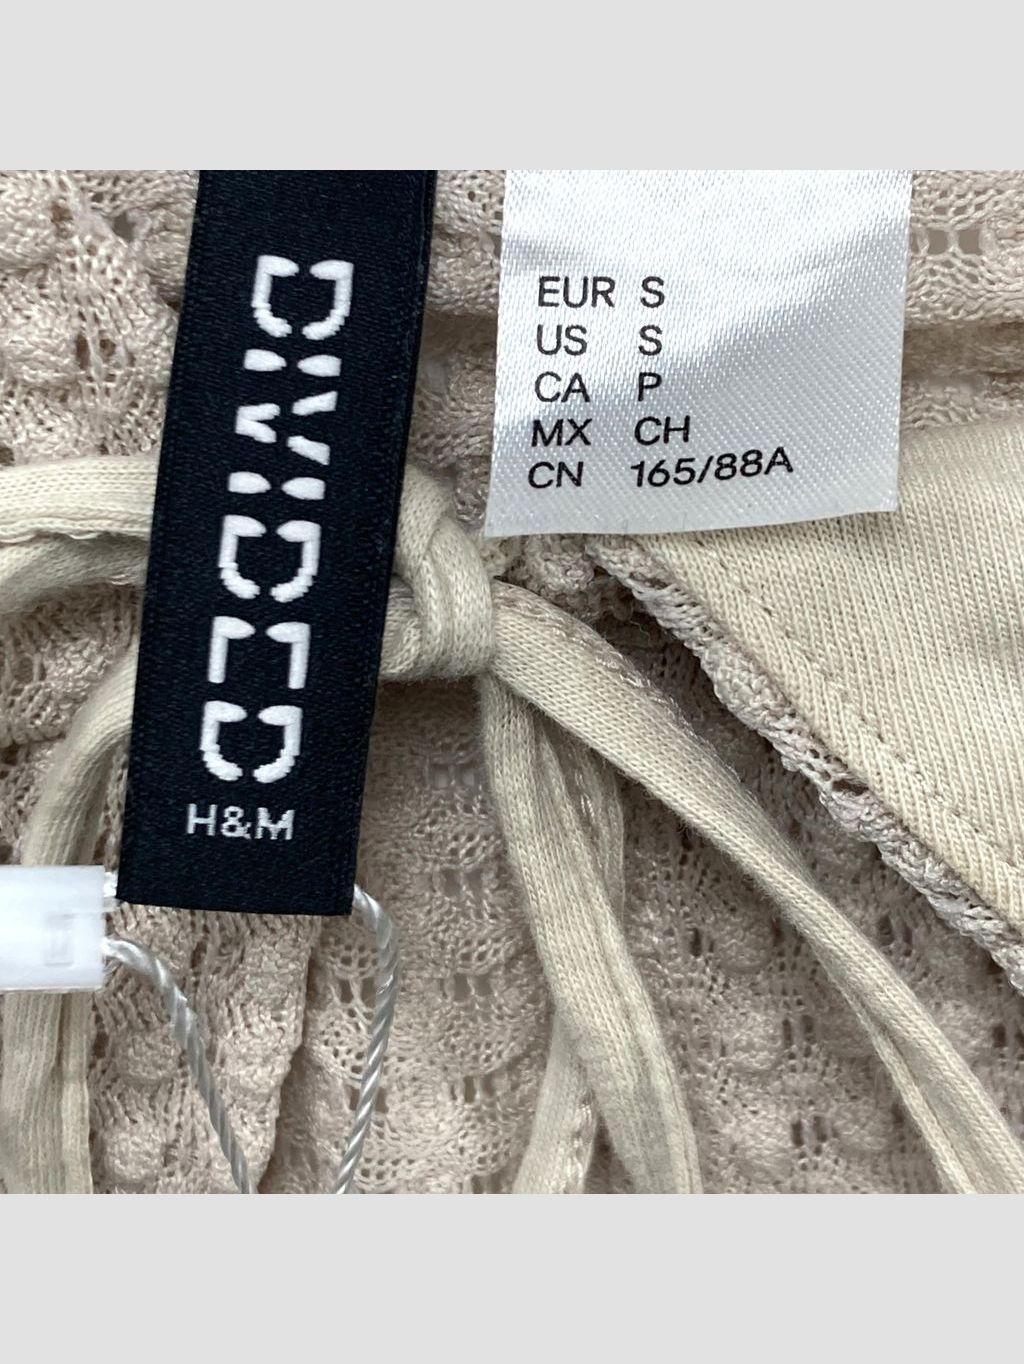 DIVIDED
H&M
EUR S
US S
CA P
MX CH
CN 165/88A